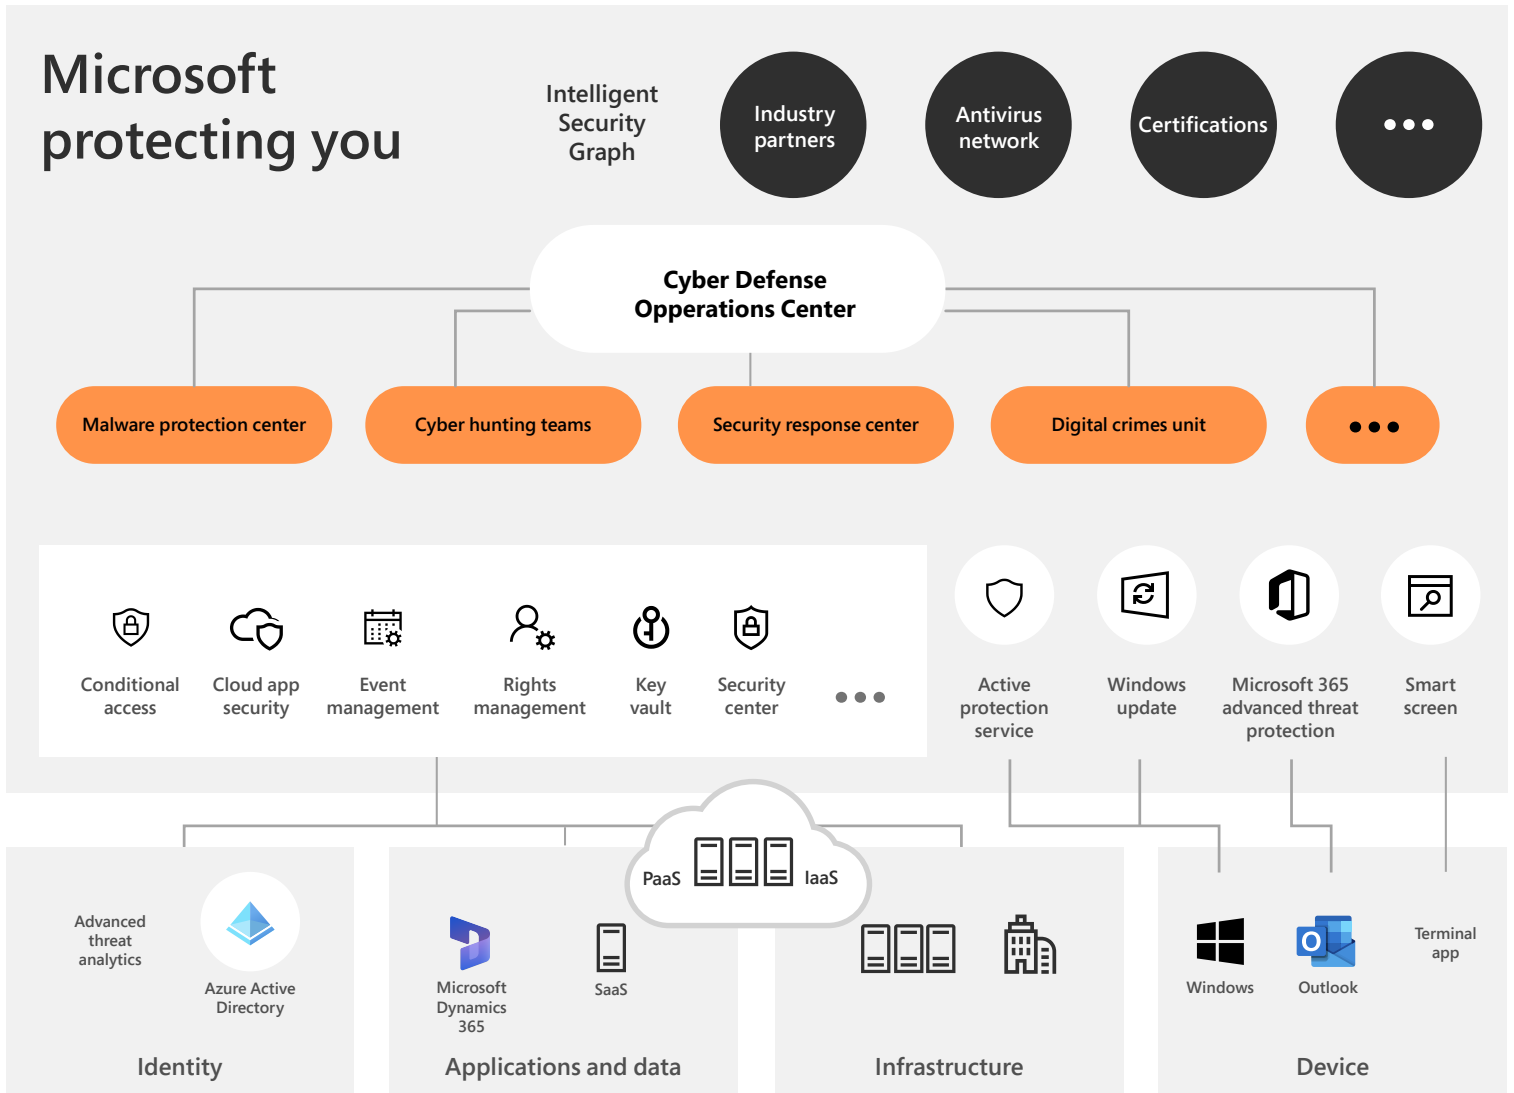 Microsoft
protecting you
Intelligent
Security
Graph
Industry
partners
Antivirus
network
Certifications
Cyber Defense
Opperations Center
Malware protection center
Cyber hunting teams
Security response center
Digital crimes unit
Conditional
access
Cloud app
security
Event
management
Rights
management
Key
vault
Security
center
Active
protection
service
Windows
update
Microsoft 365
advanced threat
protection
Smart
screen
PaaS
IaaS
Advanced
threat
analytics
Azure Active
Directory
Identity
Microsoft
Dynamics
365
SaaS
Applications and data
Infrastructure
Windows
Outlook
Terminal
app
Device